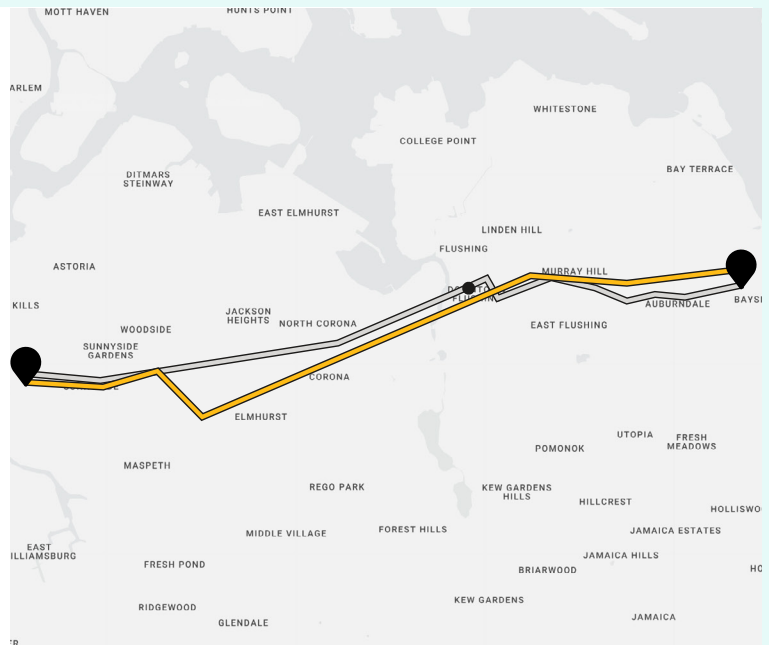 MOTT HAVEN
HUNTS POINT
ARLEM
WHITESTONE
COLLEGE POINT
BAY TERRACE
DITMARS
STEINWAY
EAST ELMHURST
LINDEN HILL
FLUSHING
ASTORIA
MURRAY HILL
KILLS
BAYSI
AUBURNDALE
JACKSON
HEIGHTS
NORTH CORONA
EAST FLUSHING
WOODSIDE
SUNNYSIDE
GARDENS
CORONA
ELMHURST
UTOPIA
FRESH
MEADOWS
POMONOK
MASPETH
REGO PARK
KEW GARDENS
HILLS
HILLCREST
HOLLISWO
MIDDLE VILLAGE
FOREST HILLS
JAMAICA ESTATES
EAST
ILLIAMSBURG
JAMAICA HILLS
FRESH POND
BRIARWOOD
HO
RIDGEWOOD
KEW GARDENS
GLENDALE
JAMAICA